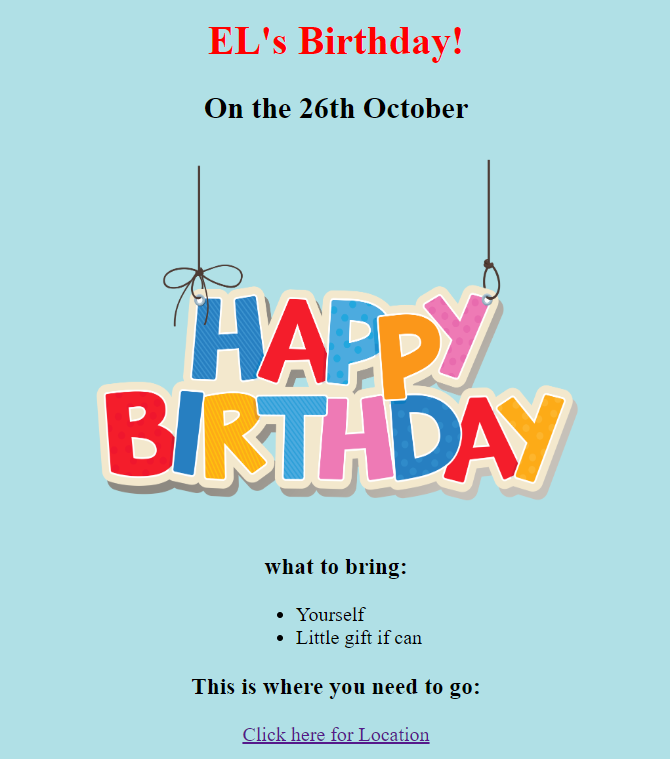 EL's Birthday!
On the 26th October
HAPPY
BIRTHDAY
what to bring:
• Yourself
• Little gift if can
This is where you need to go:
Click here for Location